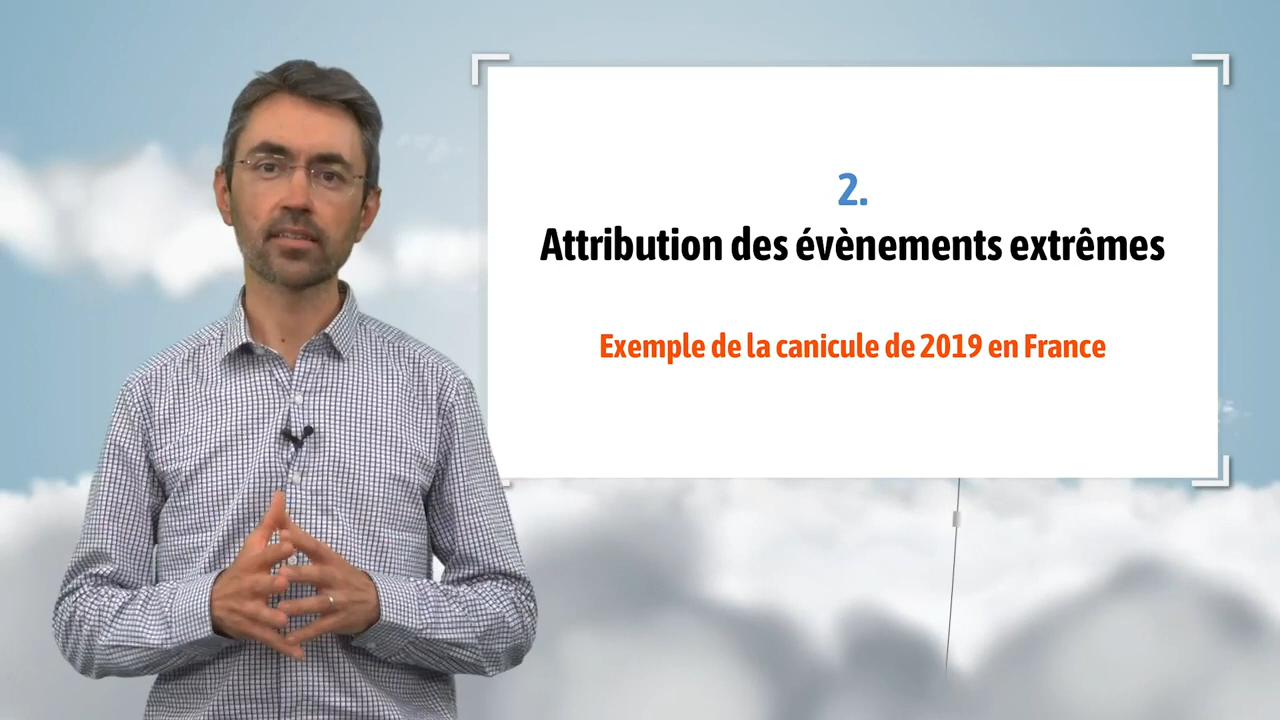 2.
Attribution des évènements extrêmes
Exemple de la canicule de 2019 en France